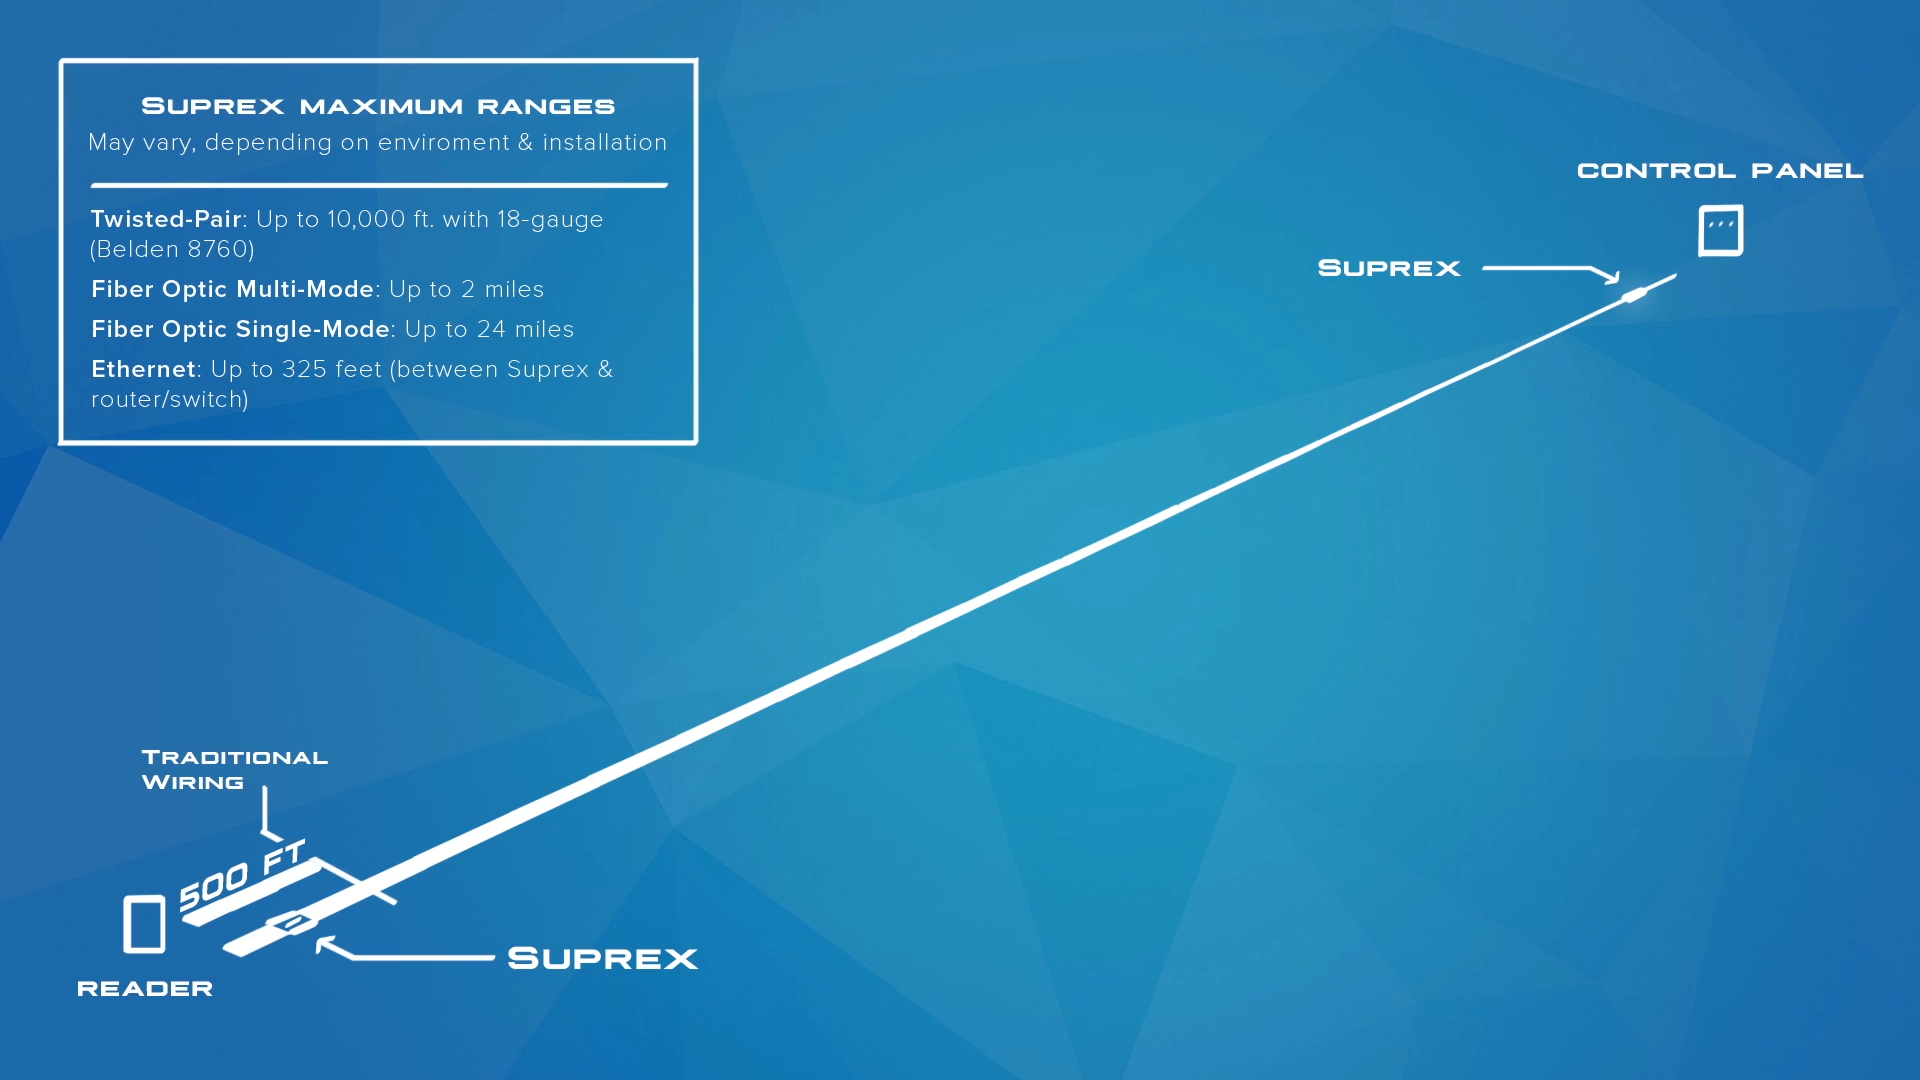 SUPREX MAXIMUM RANGES
May vary, depending on enviroment & installation
Twisted-Pair: Up to 10,000 ft. with 18-gauge
(Belden 8760)
Fiber Optic Multi-Mode: Up to 2 miles
Fiber Optic Single-Mode: Up to 24 miles
Ethernet: Up to 325 feet (between Suprex &
router/switch)
CONTROL PANEL
SUPREX
TRADITIONAL
WIRING
500 FT
SUPREX
READER